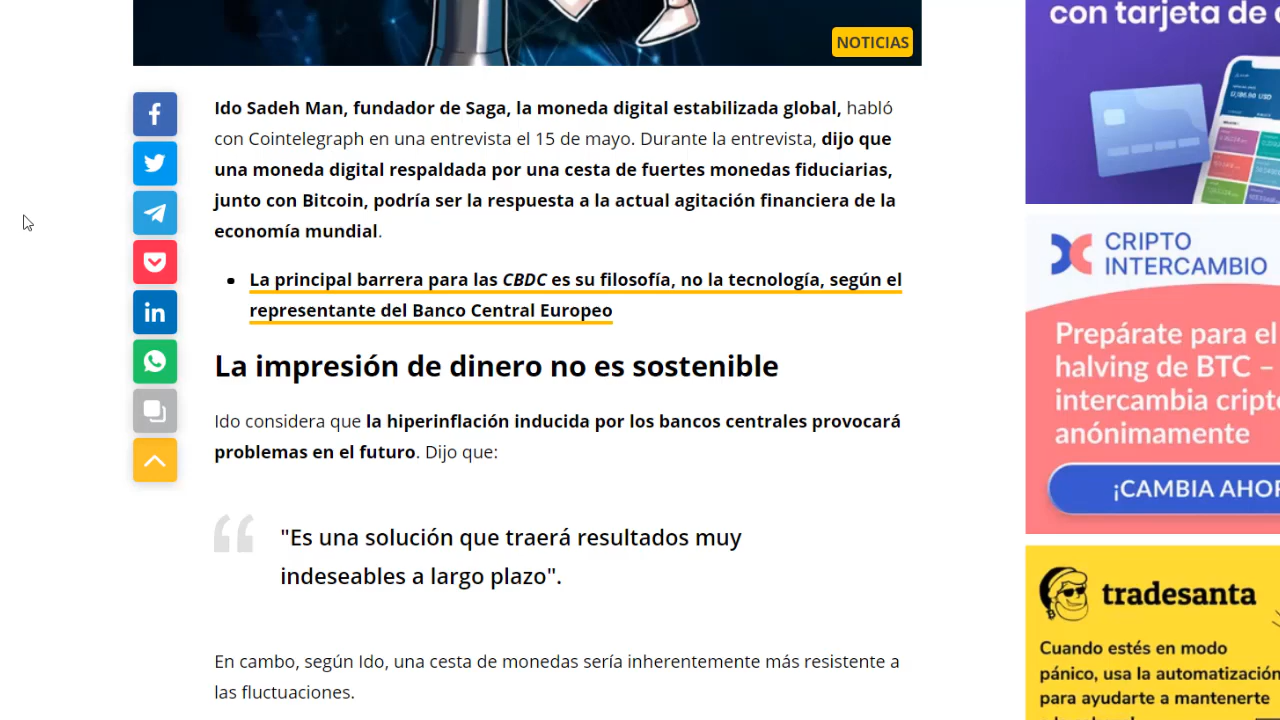 con tarjeta de
NOTICIAS
Ido Sadeh Man, fundador de Saga, la moneda digital estabilizada global, habló
con Cointelegraph en una entrevista el 15 de mayo. Durante la entrevista, dijo que
una moneda digital respaldada por una cesta de fuertes monedas fiduciarias,
junto con Bitcoin, podría ser la respuesta a la actual agitación financiera de la
economía mundial.
La principal barrera para las CBDC es su filosofía, no la tecnología, según el
representante del Banco Central Europeo
La impresión de dinero no es sostenible
Ido considera que la hiperinflación inducida por los bancos centrales provocará
problemas en el futuro. Dijo que:
"Es una solución que traerá resultados muy
indeseables a largo plazo".
En cambo, según Ido, una cesta de monedas sería inherentemente más resistente a
las fluctuaciones.
CRIPTO
INTERCAMBIO
Prepárate para el
halving de BTC –
intercambia cripto
anónimamente
¡CAMBIA AHOR
tradesanta
Cuando estés en modo
pánico, usa la automatización
para ayudarte a mantenerte